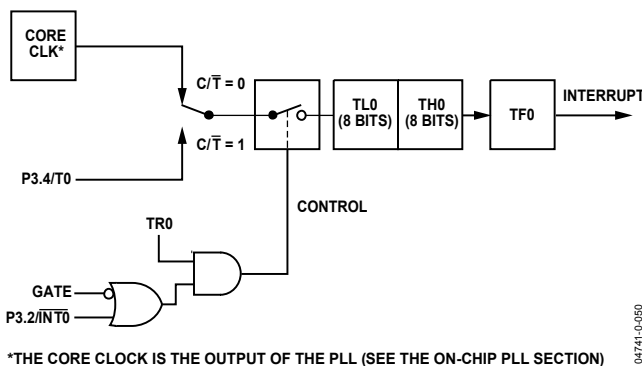 CORE
CLK*
C/T̅ = 0
C/T̅ = 1
P3.4/T0
TL0
(8 BITS)
TH0
(8 BITS)
TF0
INTERRUPT
CONTROL
TR0
GATE
P3.2/I̅N̅T̅0̅
*THE CORE CLOCK IS THE OUTPUT OF THE PLL (SEE THE ON-CHIP PLL SECTION)
04741-0-050